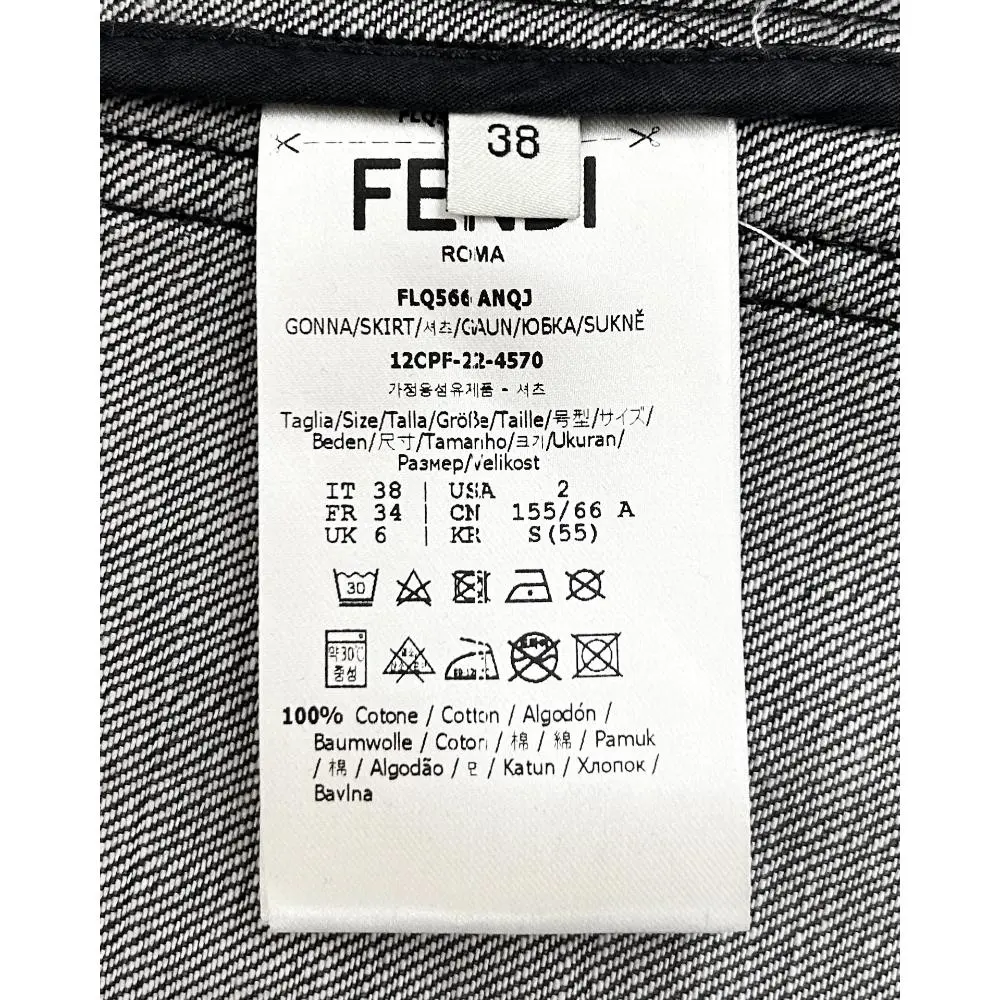 FLQ
38
FENDI
ROMA
FLQ566 ANQJ
GONNA/SKIRT/셔츠/GAUN/ЮБКА/SUKNĚ
12CPF-22-4570
가정용섬유제품 - 셔츠
Taglia/Size/Talla/Größe/Taille/号型/サイズ/
Beden/尺寸/Tamanho/크기/Ukuran/
Размер/Velikost
IT 38 | USA 2
FR 34 | CN 155/66 A
UK 6 | KR S(55)
30
약30℃
중성
100% Cotone / Cotton / Algodón /
Baumwolle / Coton / 棉 / 綿 / Pamuk
/ 棉 / Algodão / 면 / Katun / Хлопок /
Bavlna